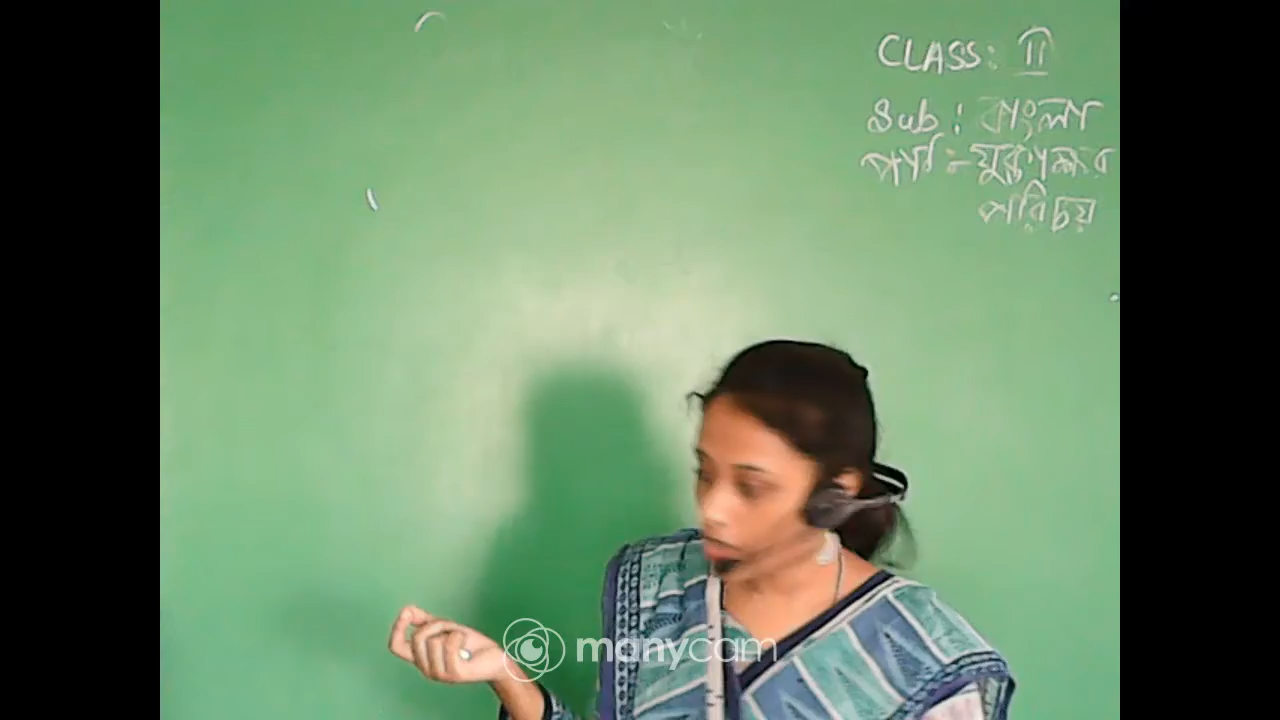 CLASS: II
Sub: বাংলা
পাঠ :- যুক্তাক্ষর
পরিচয়
manycam